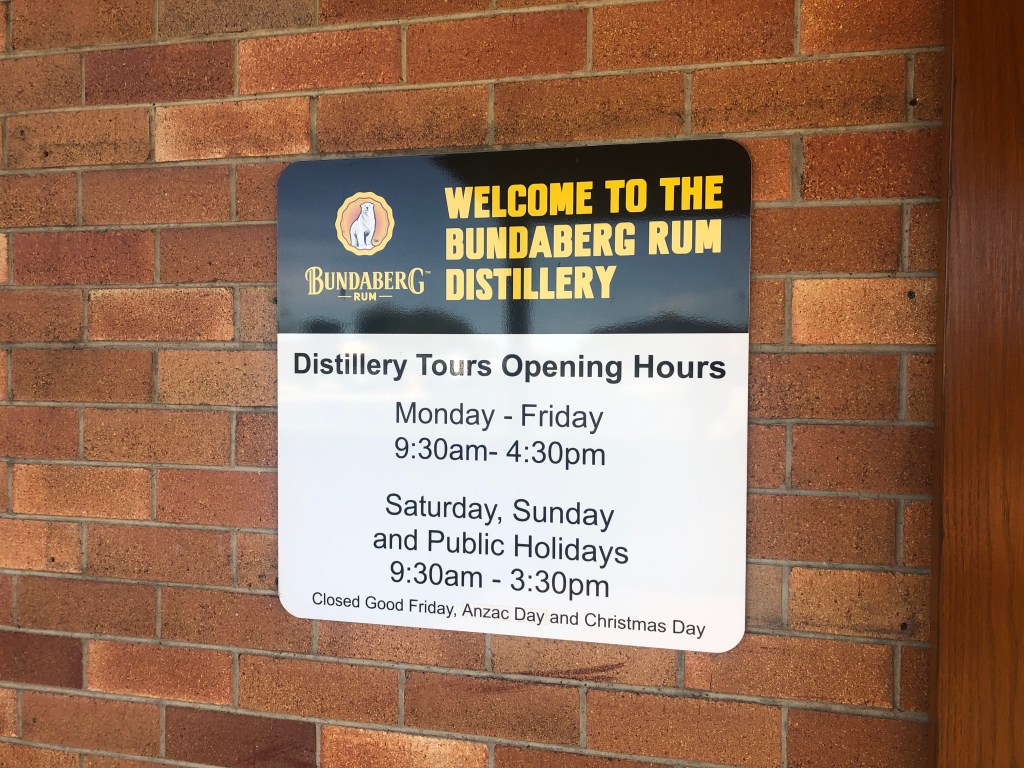 WELCOME TO THE
BUNDABERG RUM
DISTILLERY
BUNDABERG™
RUM
Distillery Tours Opening Hours
Monday - Friday
9:30am- 4:30pm
Saturday, Sunday
and Public Holidays
9:30am - 3:30pm
Closed Good Friday, Anzac Day and Christmas Day